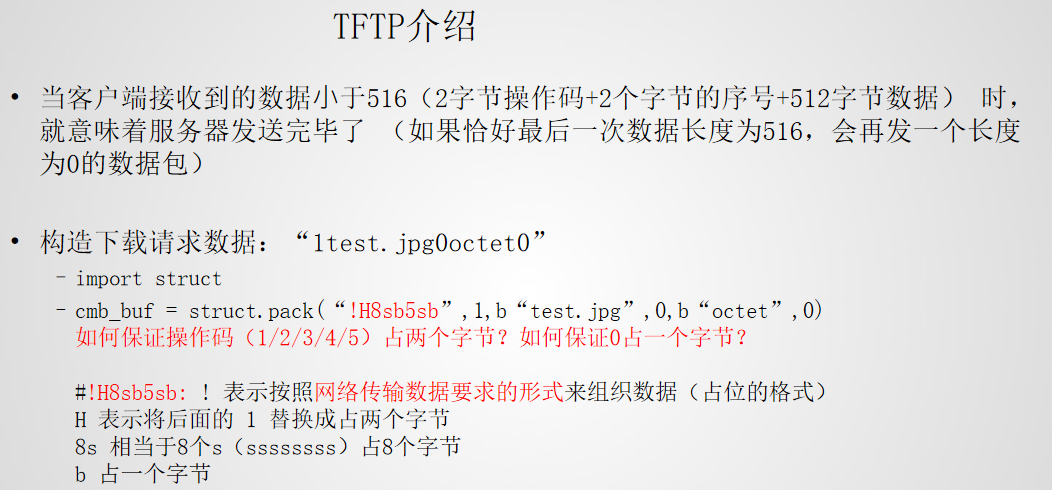 TFTP介绍
• 当客户端接收到的数据小于516（2字节操作码+2个字节的序号+512字节数据） 时，
就意味着服务器发送完毕了 （如果恰好最后一次数据长度为516，会再发一个长度
为0的数据包）
• 构造下载请求数据：“1test.jpg0octet0”
– import struct
– cmb_buf = struct.pack(“!H8sb5sb”,1,b“test.jpg”,0,b“octet”,0)
如何保证操作码（1/2/3/4/5）占两个字节？如何保证0占一个字节？
#!H8sb5sb: ! 表示按照网络传输数据要求的形式来组织数据（占位的格式）
H 表示将后面的 1 替换成占两个字节
8s 相当于8个s（ssssssss）占8个字节
b 占一个字节